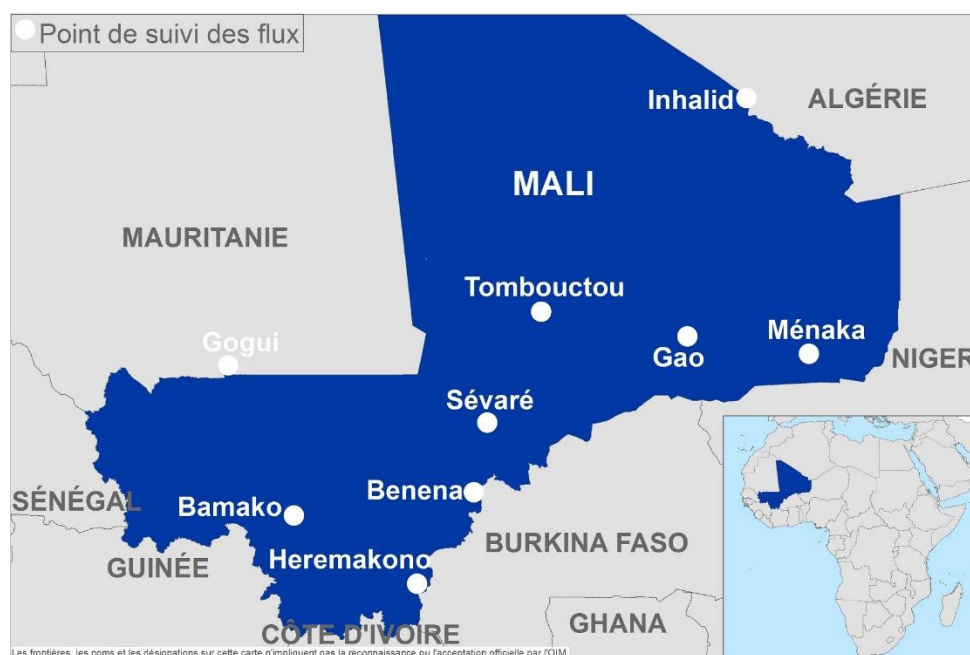 Point de suivi des flux
Inhalid
ALGÉRIE
MALI
MAURITANIE
Tombouctou
Gogui
Gao
Ménaka
NIGER
Sévaré
Benena
SÉNÉGAL
Bamako
BURKINA FASO
GUINÉE
Heremakono
GHANA
CÔTE D'IVOIRE
Les frontières, les noms et les désignations sur cette carte n'impliquent pas la reconnaissance ou l'acceptation officielle par l'OIM